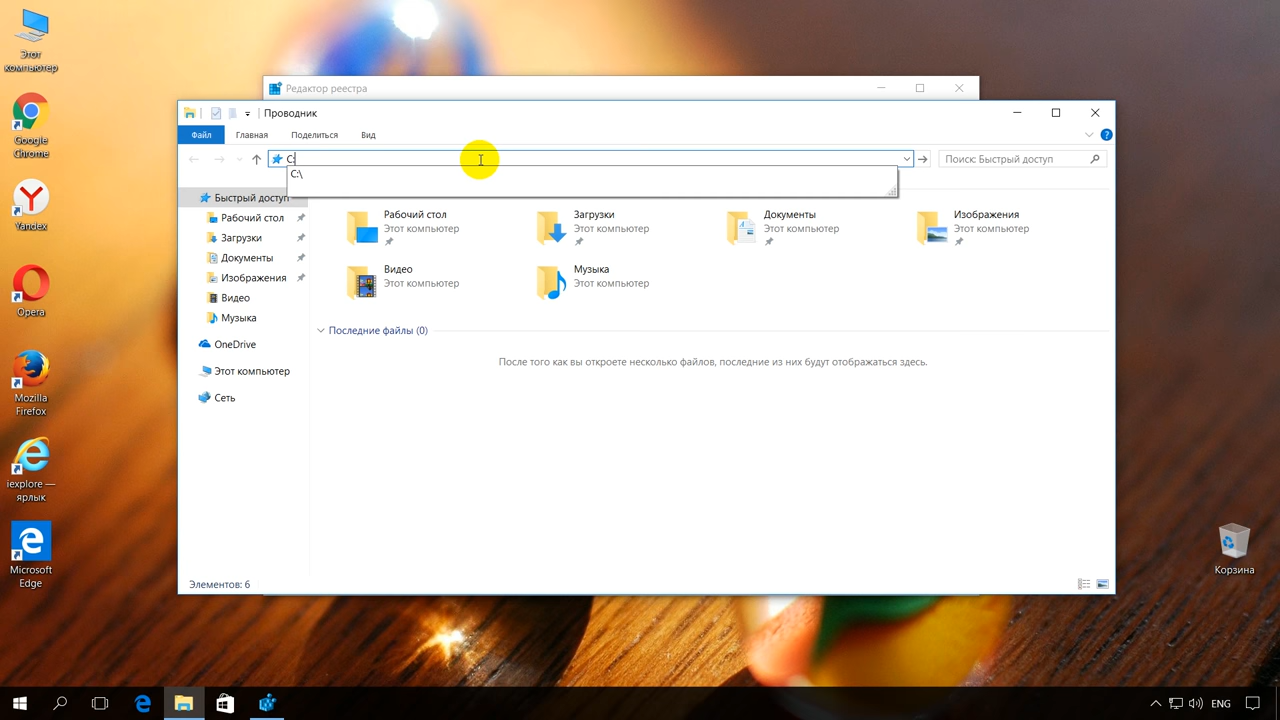 Этот
компьютер
Google
Chrome
Yandex
Opera
Mozilla
Firefox
iexplore —
ярлык
Microsoft
Edge
Редактор реестра
Проводник
Файл
Главная
Поделиться
Вид
C:
C:\
Поиск: Быстрый доступ
Быстрый доступ
Рабочий стол
Загрузки
Документы
Изображения
Видео
Музыка
OneDrive
Этот компьютер
Сеть
Рабочий стол
Этот компьютер
Загрузки
Этот компьютер
Документы
Этот компьютер
Изображения
Этот компьютер
Видео
Этот компьютер
Музыка
Этот компьютер
Последние файлы (0)
После того как вы откроете несколько файлов, последние из них будут отображаться здесь.
Элементов: 6
Корзина
ENG